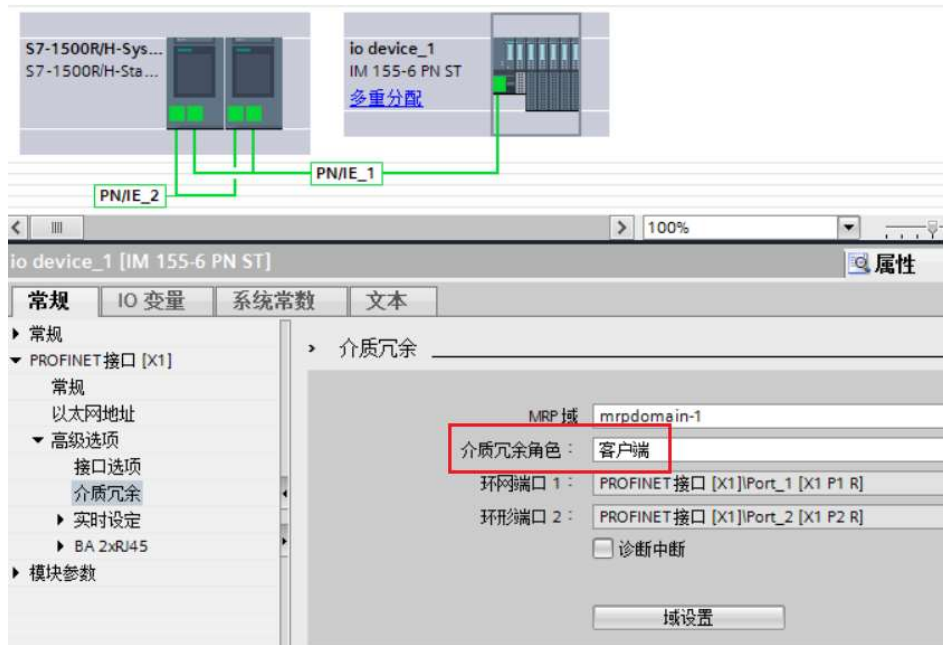 S7-1500R/H-Sys...
S7-1500R/H-Sta...
io device_1
IM 155-6 PN ST
多重分配
PN/IE_1
PN/IE_2
100%
io device_1 [IM 155-6 PN ST]
属性
常规
IO 变量
系统常数
文本
常规
PROFINET接口 [X1]
常规
以太网地址
高级选项
接口选项
介质冗余
实时设定
BA 2xRJ45
模块参数
介质冗余
MRP 域 mrpdomain-1
介质冗余角色： 客户端
环网端口 1： PROFINET接口 [X1]\Port_1 [X1 P1 R]
环形端口 2： PROFINET接口 [X1]\Port_2 [X1 P2 R]
诊断中断
域设置